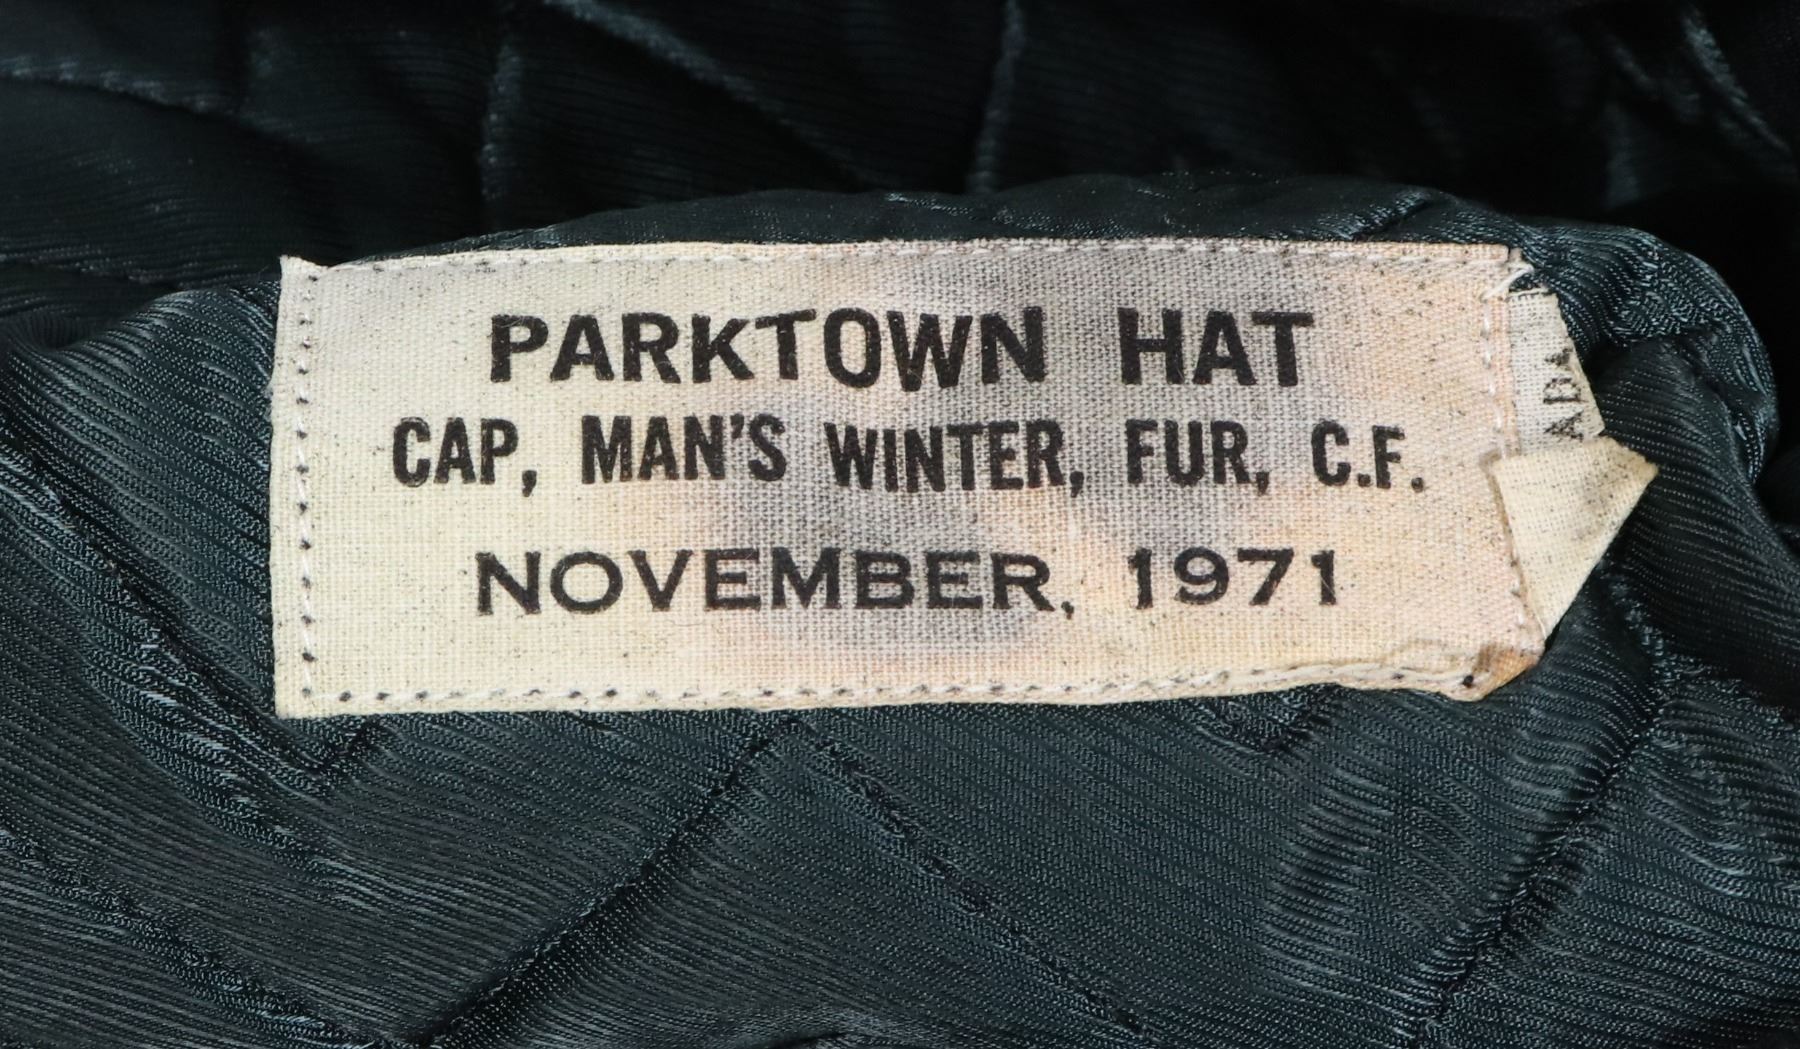 PARKTOWN HAT
CAP, MAN'S WINTER, FUR, C.F.
NOVEMBER, 1971